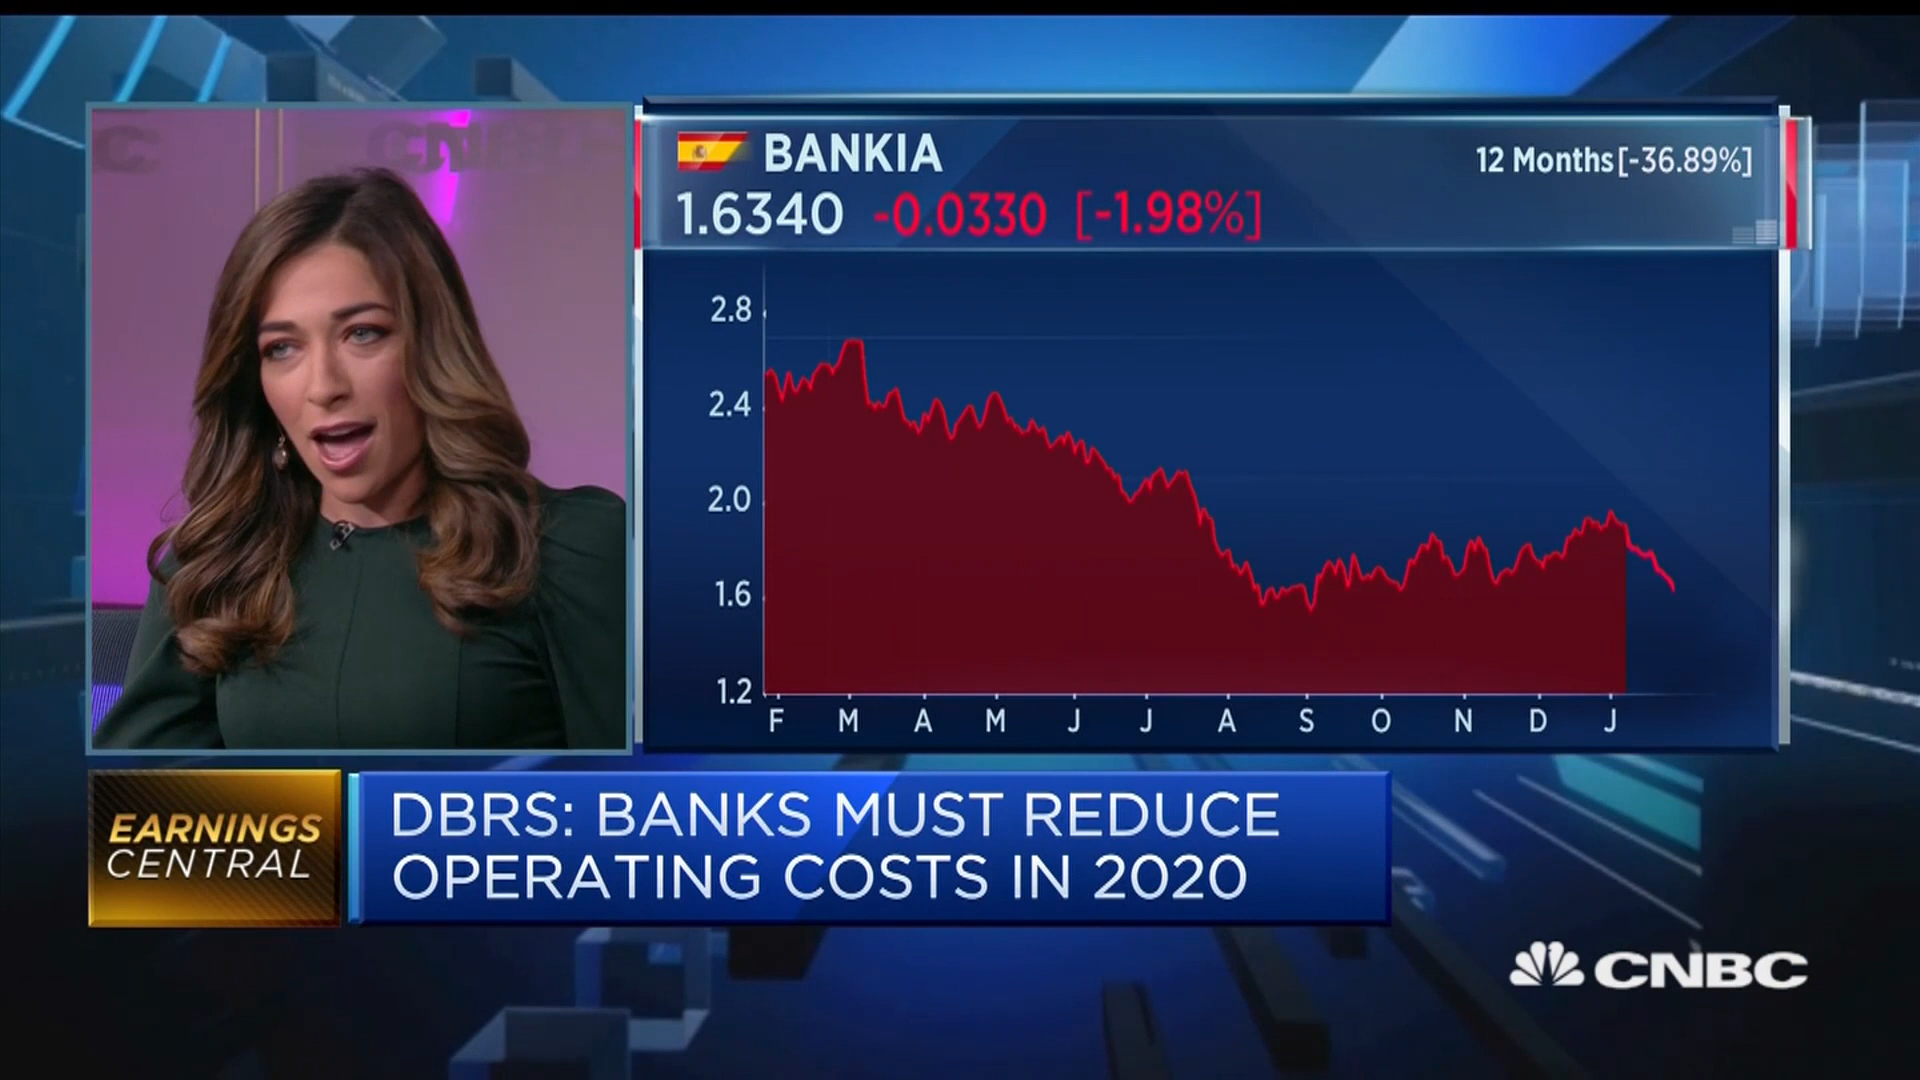 BANKIA
12 Months[-36.89%]
1.6340 -0.0330 [-1.98%]
2.8
2.4
2.0
1.6
1.2
F M A M J J A S O N D J
EARNINGS
CENTRAL
DBRS: BANKS MUST REDUCE
OPERATING COSTS IN 2020
CNBC